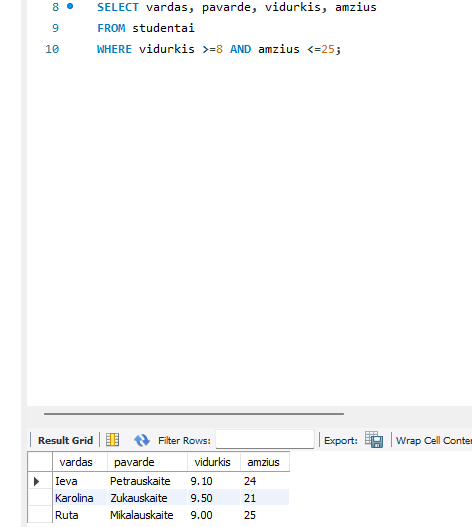 8 SELECT vardas, pavarde, vidurkis, amzius
9 FROM studentai
10 WHERE vidurkis >=8 AND amzius <=25;
Result Grid Filter Rows: Export: Wrap Cell Conte
vardas pavarde vidurkis amzius
Ieva Petrauskaite 9.10 24
Karolina Zukauskaite 9.50 21
Ruta Mikalauskaite 9.00 25